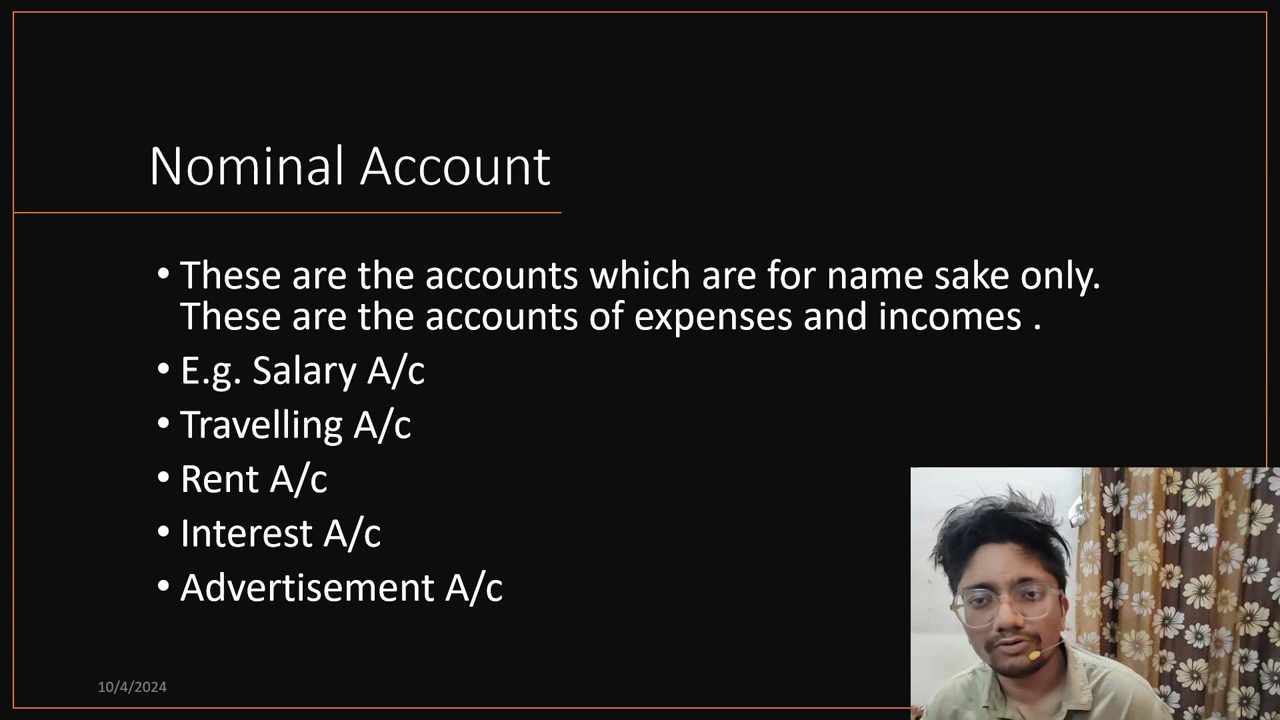 Nominal Account
• These are the accounts which are for name sake only.
These are the accounts of expenses and incomes .
• E.g. Salary A/c
• Travelling A/c
• Rent A/c
• Interest A/c
• Advertisement A/c
10/4/2024